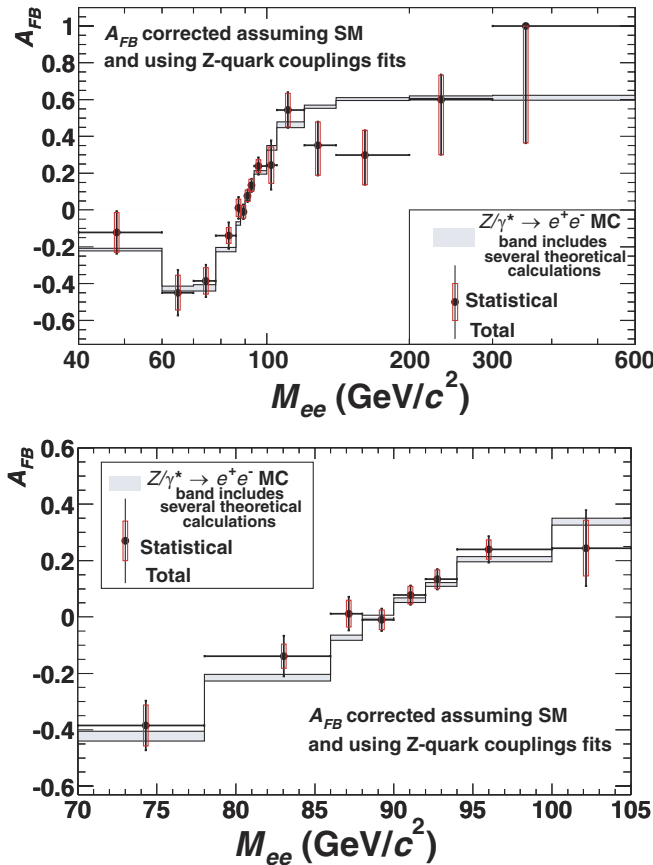 A_FB
1
0.8
0.6
0.4
0.2
0
-0.2
-0.4
-0.6
A_FB corrected assuming SM
and using Z-quark couplings fits
Z/γ* → e⁺e⁻ MC
band includes
several theoretical
calculations
Statistical
Total
40 60 100 200 300 600
M_ee (GeV/c²)
A_FB
0.6
0.4
0.2
0
-0.2
-0.4
-0.6
Z/γ* → e⁺e⁻ MC
band includes
several theoretical
calculations
Statistical
Total
A_FB corrected assuming SM
and using Z-quark couplings fits
70 75 80 85 90 95 100 105
M_ee (GeV/c²)